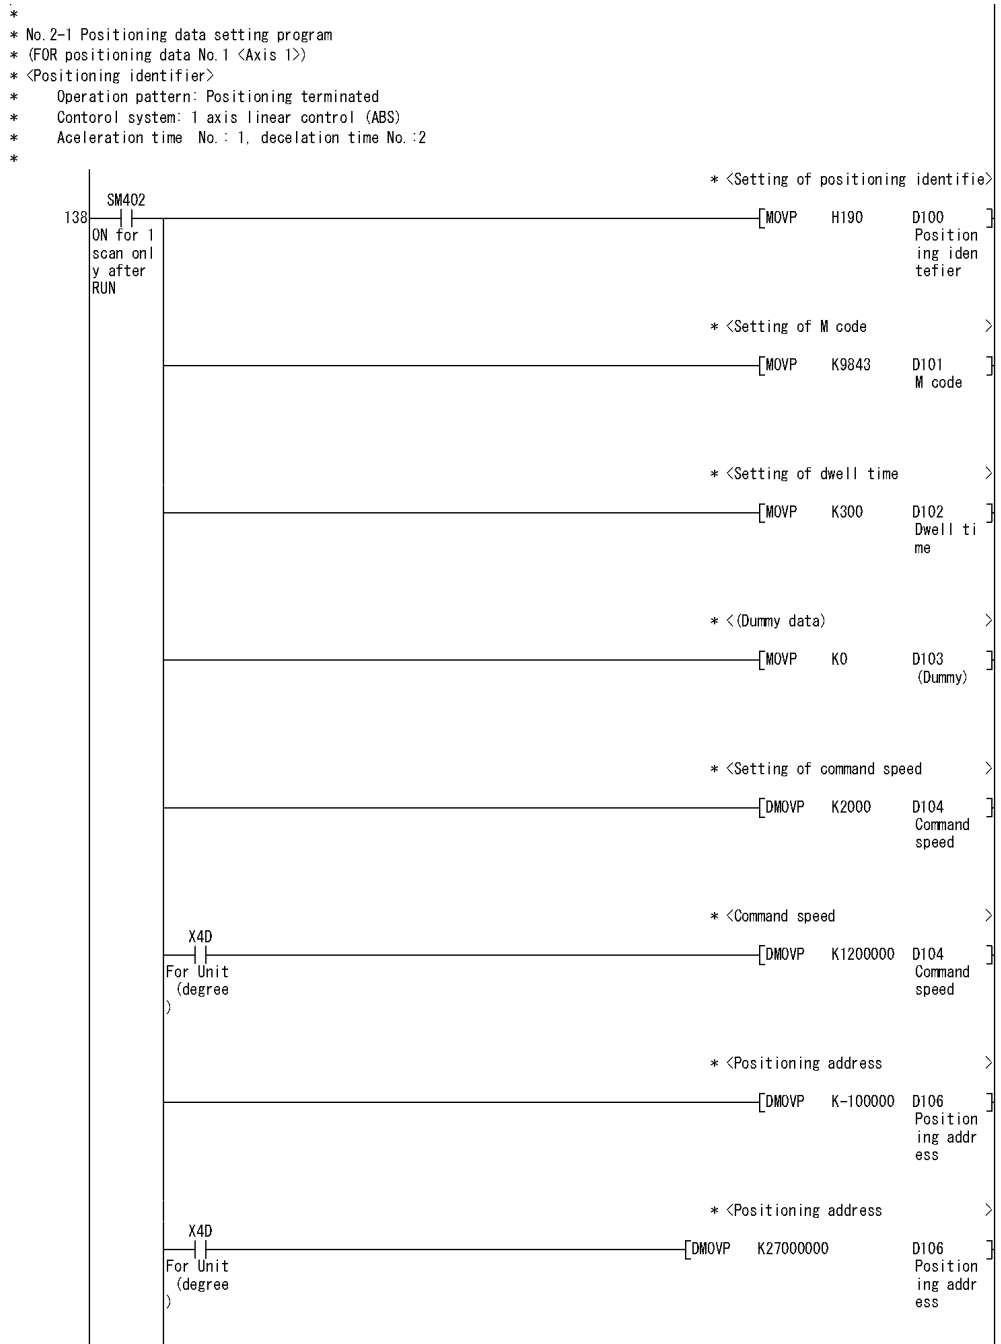 *
* No.2-1 Positioning data setting program
* (FOR positioning data No.1 <Axis 1>)
* <Positioning identifier>
* Operation pattern: Positioning terminated
* Contorol system: 1 axis linear control (ABS)
* Aceleration time No.: 1, decelation time No.:2
*
* <Setting of positioning identifie>
SM402
138 [MOVP H190 D100 ]
ON for 1
scan onl
y after
RUN
Position
ing iden
tefier
* <Setting of M code >
[MOVP K9843 D101 ]
M code
* <Setting of dwell time >
[MOVP K300 D102 ]
Dwell ti
me
* <(Dummy data) >
[MOVP K0 D103 ]
(Dummy)
* <Setting of command speed >
[DMOVP K2000 D104 ]
Command
speed
* <Command speed >
X4D
[DMOVP K1200000 D104 ]
For Unit
(degree
)
Command
speed
* <Positioning address >
[DMOVP K-100000 D106 ]
Position
ing addr
ess
* <Positioning address >
X4D
[DMOVP K27000000 D106 ]
For Unit
(degree
)
Position
ing addr
ess